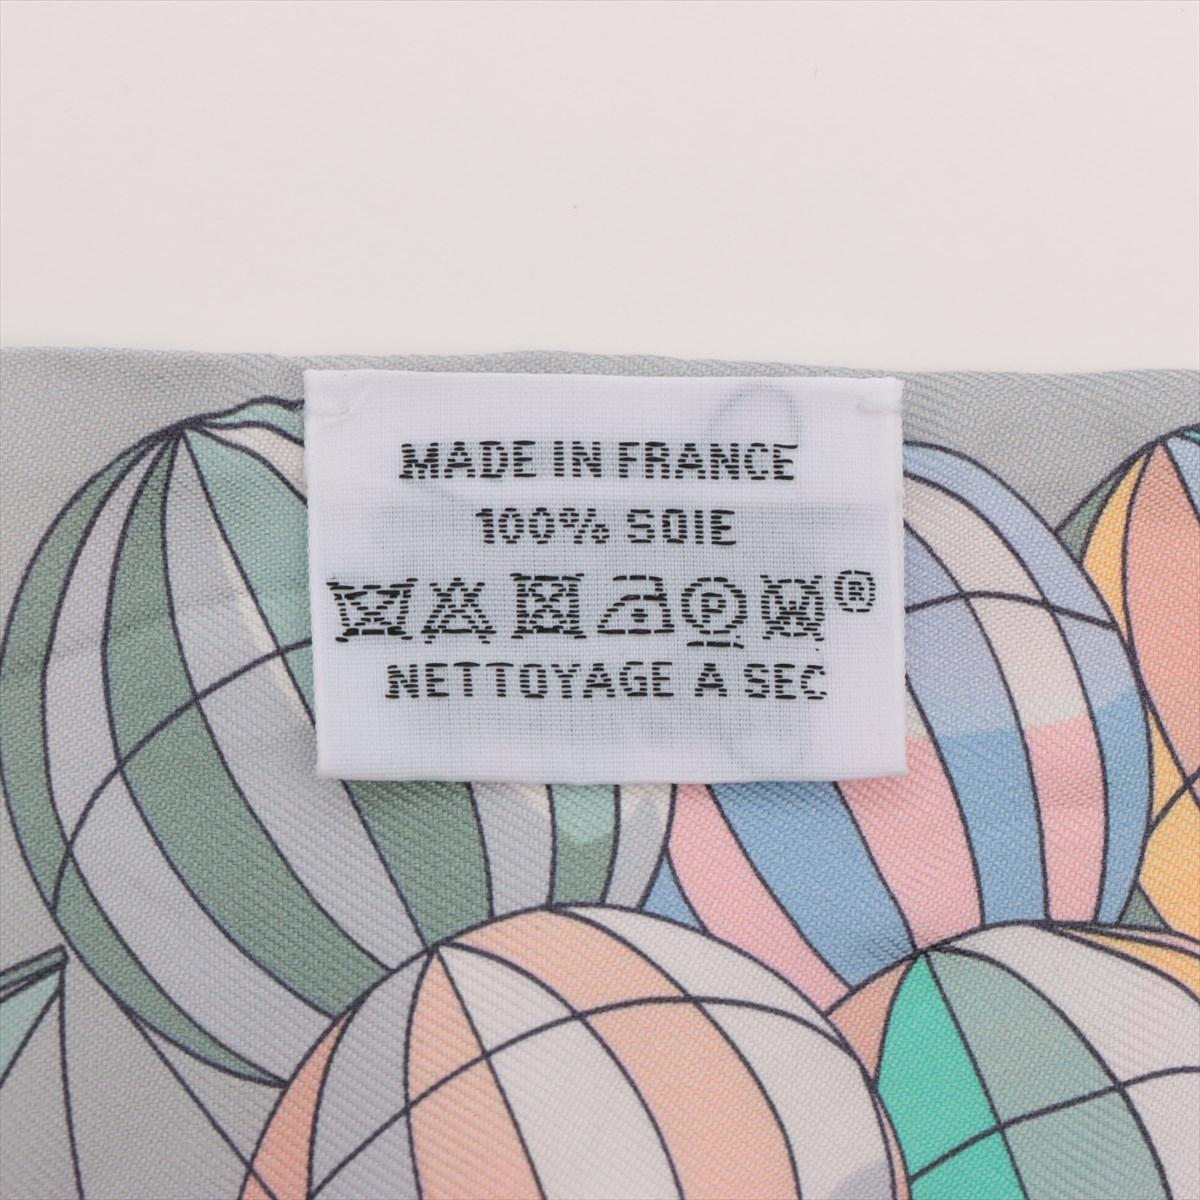 MADE IN FRANCE
100% SOIE
P W ®
NETTOYAGE A SEC